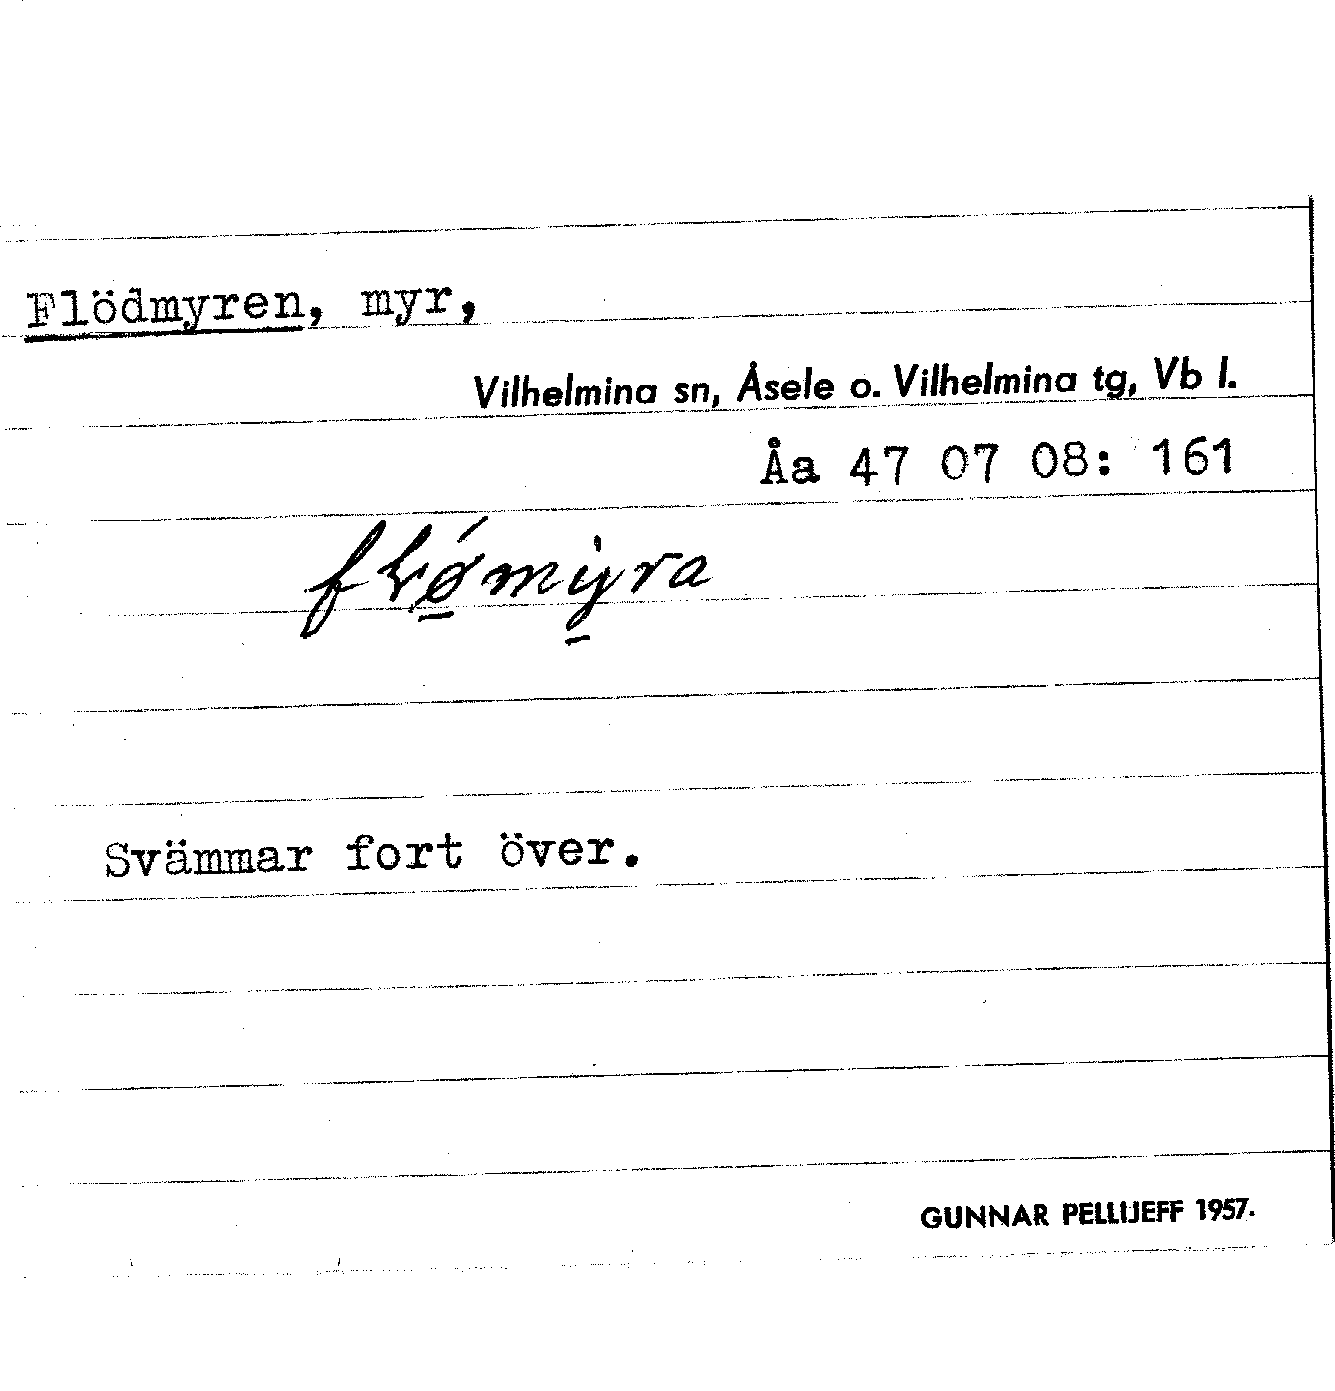 Flödmyren, myr,
Vilhelmina sn, Åsele o. Vilhelmina tg, Vb l.
Åa 47 07 08: 161
Svämmar fort över.
GUNNAR PELLIJEFF 1957.